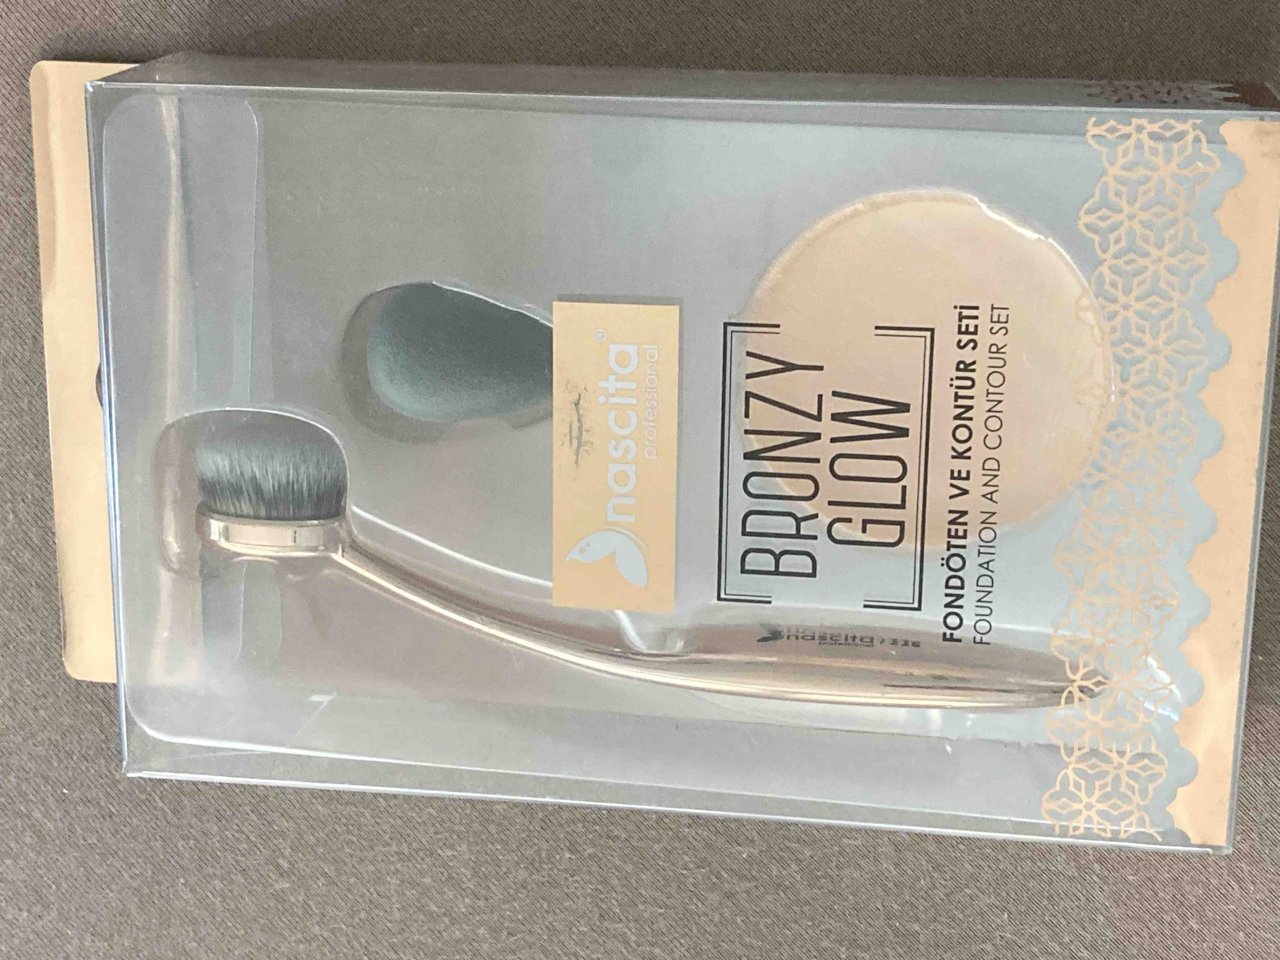 nascita®
professional
BRONZY
GLOW
FONDÖTEN VE KONTÜR SETİ
FOUNDATION AND CONTOUR SET
nascita
professional